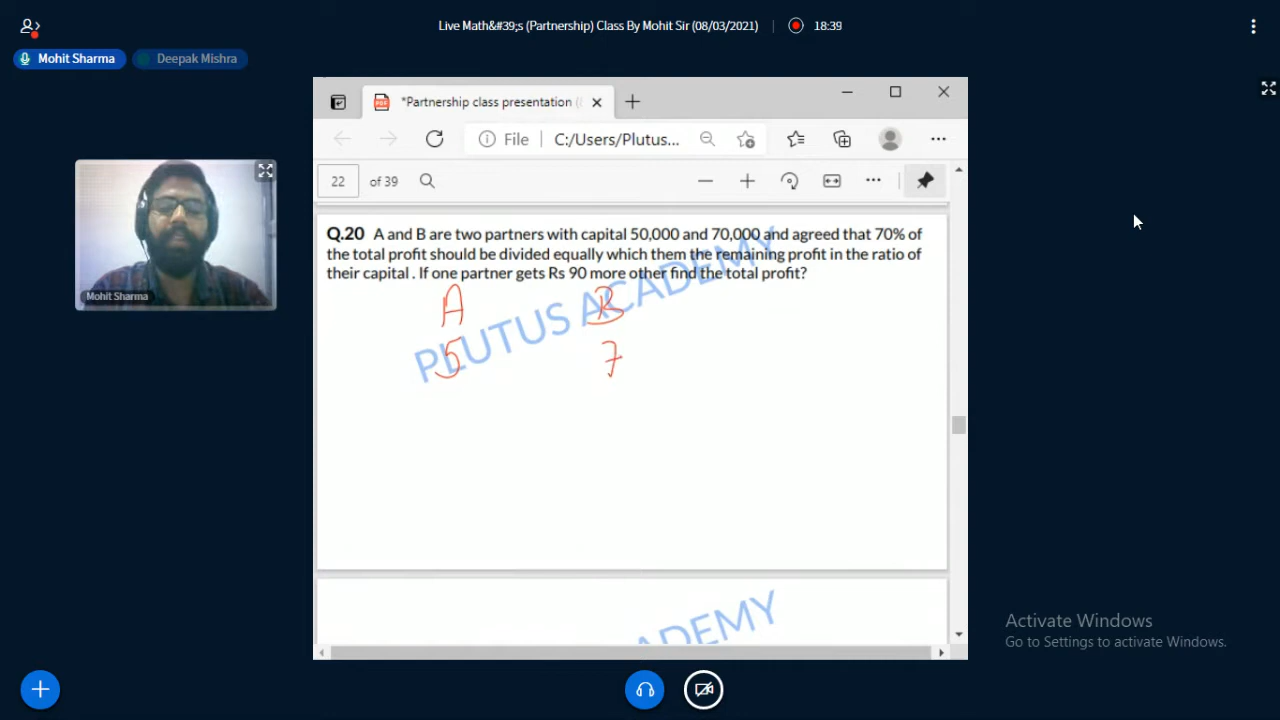 Live Math&#39;s (Partnership) Class By Mohit Sir (08/03/2021)
18:39
Mohit Sharma
Deepak Mishra
*Partnership class presentation (
File
C:/Users/Plutus...
22
of 39
Q.20 A and B are two partners with capital 50,000 and 70,000 and agreed that 70% of
the total profit should be divided equally which them the remaining profit in the ratio of
their capital . If one partner gets Rs 90 more other find the total profit?
Mohit Sharma
A B
5 7
PLUTUS ACADEMY
ADEMY
Activate Windows
Go to Settings to activate Windows.